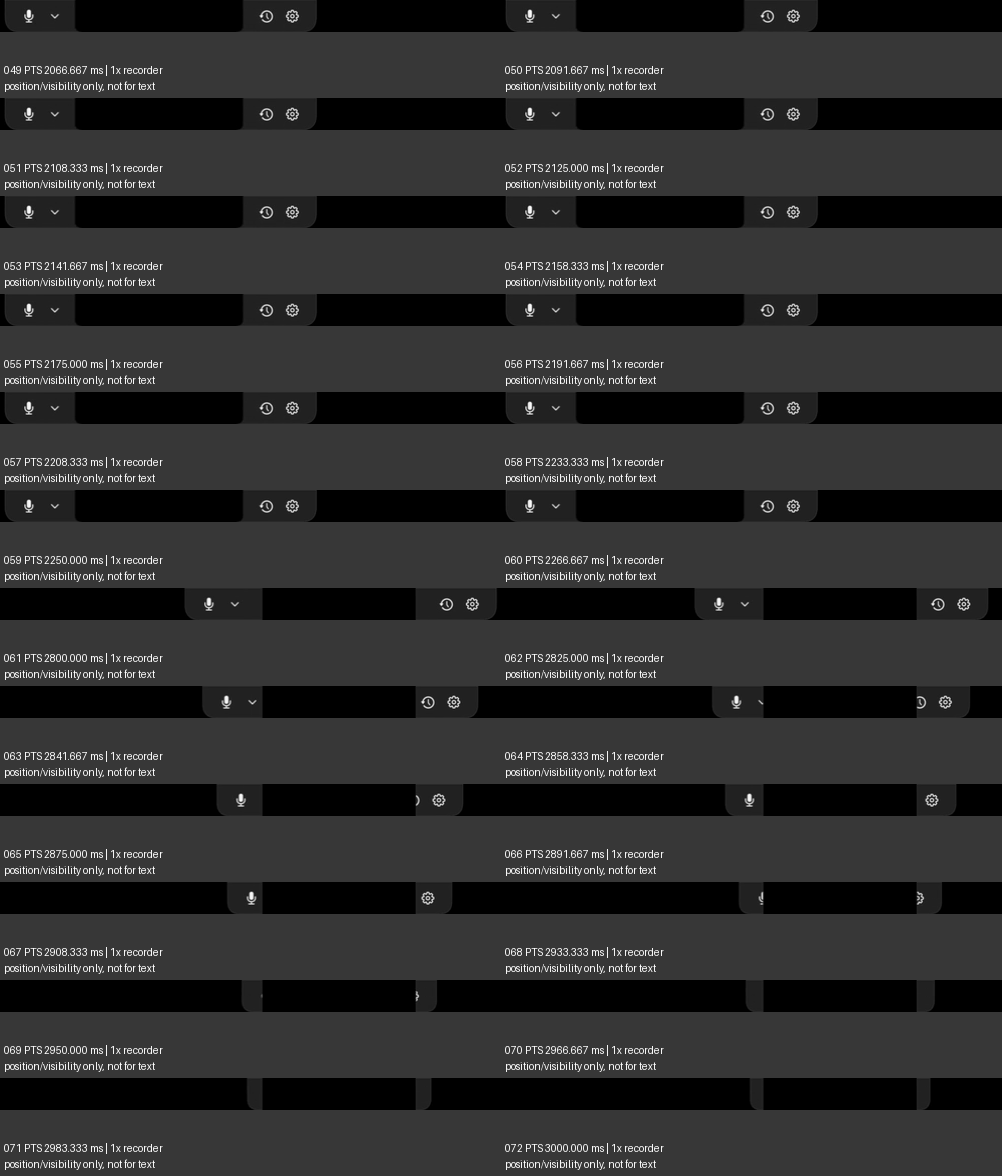 049 PTS 2066.667 ms | 1x recorder
position/visibility only, not for text
050 PTS 2091.667 ms | 1x recorder
position/visibility only, not for text
051 PTS 2108.333 ms | 1x recorder
position/visibility only, not for text
052 PTS 2125.000 ms | 1x recorder
position/visibility only, not for text
053 PTS 2141.667 ms | 1x recorder
position/visibility only, not for text
054 PTS 2158.333 ms | 1x recorder
position/visibility only, not for text
055 PTS 2175.000 ms | 1x recorder
position/visibility only, not for text
056 PTS 2191.667 ms | 1x recorder
position/visibility only, not for text
057 PTS 2208.333 ms | 1x recorder
position/visibility only, not for text
058 PTS 2233.333 ms | 1x recorder
position/visibility only, not for text
059 PTS 2250.000 ms | 1x recorder
position/visibility only, not for text
060 PTS 2266.667 ms | 1x recorder
position/visibility only, not for text
061 PTS 2800.000 ms | 1x recorder
position/visibility only, not for text
062 PTS 2825.000 ms | 1x recorder
position/visibility only, not for text
063 PTS 2841.667 ms | 1x recorder
position/visibility only, not for text
064 PTS 2858.333 ms | 1x recorder
position/visibility only, not for text
065 PTS 2875.000 ms | 1x recorder
position/visibility only, not for text
066 PTS 2891.667 ms | 1x recorder
position/visibility only, not for text
067 PTS 2908.333 ms | 1x recorder
position/visibility only, not for text
068 PTS 2933.333 ms | 1x recorder
position/visibility only, not for text
069 PTS 2950.000 ms | 1x recorder
position/visibility only, not for text
070 PTS 2966.667 ms | 1x recorder
position/visibility only, not for text
071 PTS 2983.333 ms | 1x recorder
position/visibility only, not for text
072 PTS 3000.000 ms | 1x recorder
position/visibility only, not for text